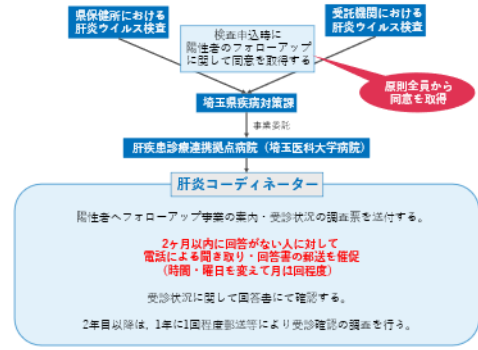 県保健所における
肝炎ウイルス検査
受託機関における
肝炎ウイルス検査
検査申込時に
陽性者のフォローアップ
に関して同意を取得する
原則全員から
同意を取得
埼玉県疾病対策課
事業委託
肝疾患診療連携拠点病院（埼玉医科大学病院）
肝炎コーディネーター
陽性者へフォローアップ事業の案内・受診状況の調査票を送付する。
2ヶ月以内に回答がない人に対して
電話による聞き取り・回答書の郵送を催促
（時間・曜日を変えて月1回程度）
受診状況に関して回答書にて確認する。
2年目以降は、1年に1回程度郵送等により受診確認の調査を行う。